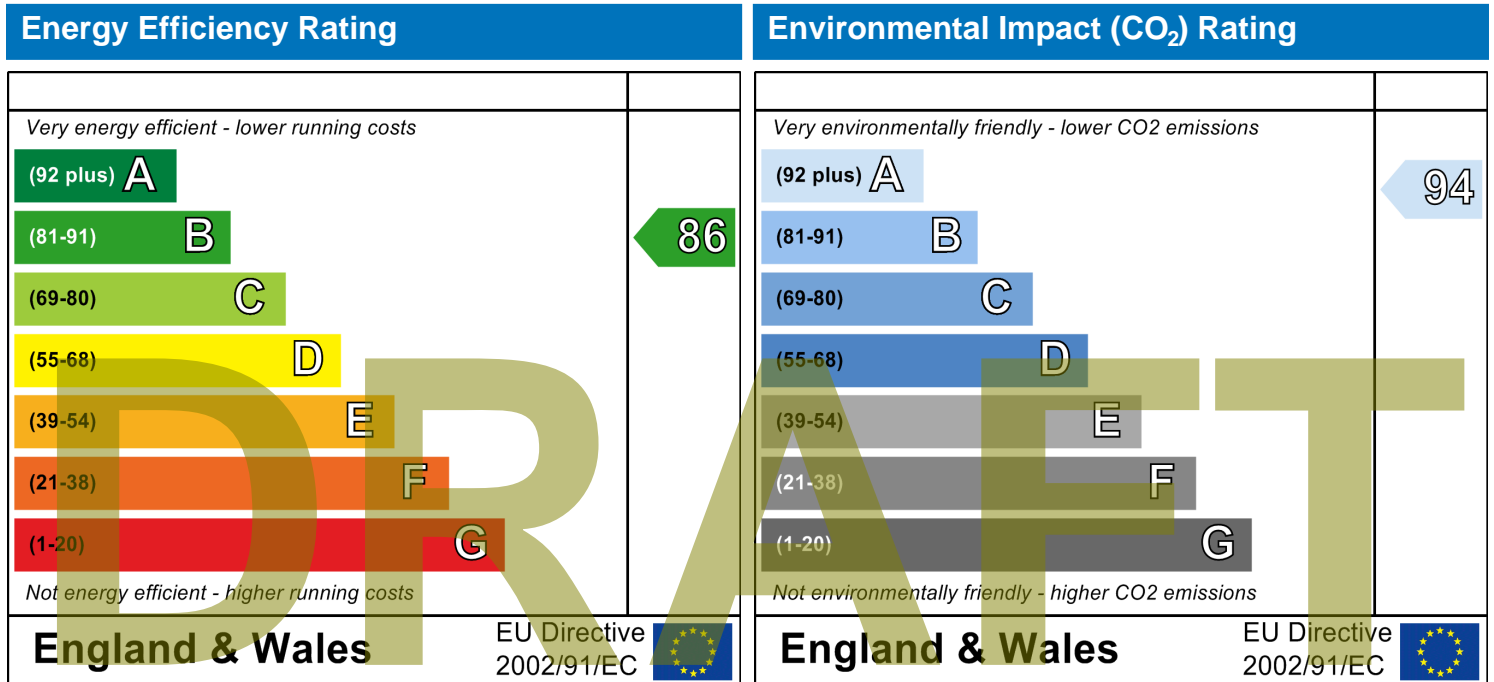 Energy Efficiency Rating
Very energy efficient - lower running costs
(92 plus) A
(81-91) B
(69-80) C
(55-68) D
(39-54) E
(21-38) F
(1-20) G
86
Not energy efficient - higher running costs
England & Wales
EU Directive
2002/91/EC
Environmental Impact (CO₂) Rating
Very environmentally friendly - lower CO2 emissions
(92 plus) A
(81-91) B
(69-80) C
(55-68) D
(39-54) E
(21-38) F
(1-20) G
94
Not environmentally friendly - higher CO2 emissions
England & Wales
EU Directive
2002/91/EC
DRAFT